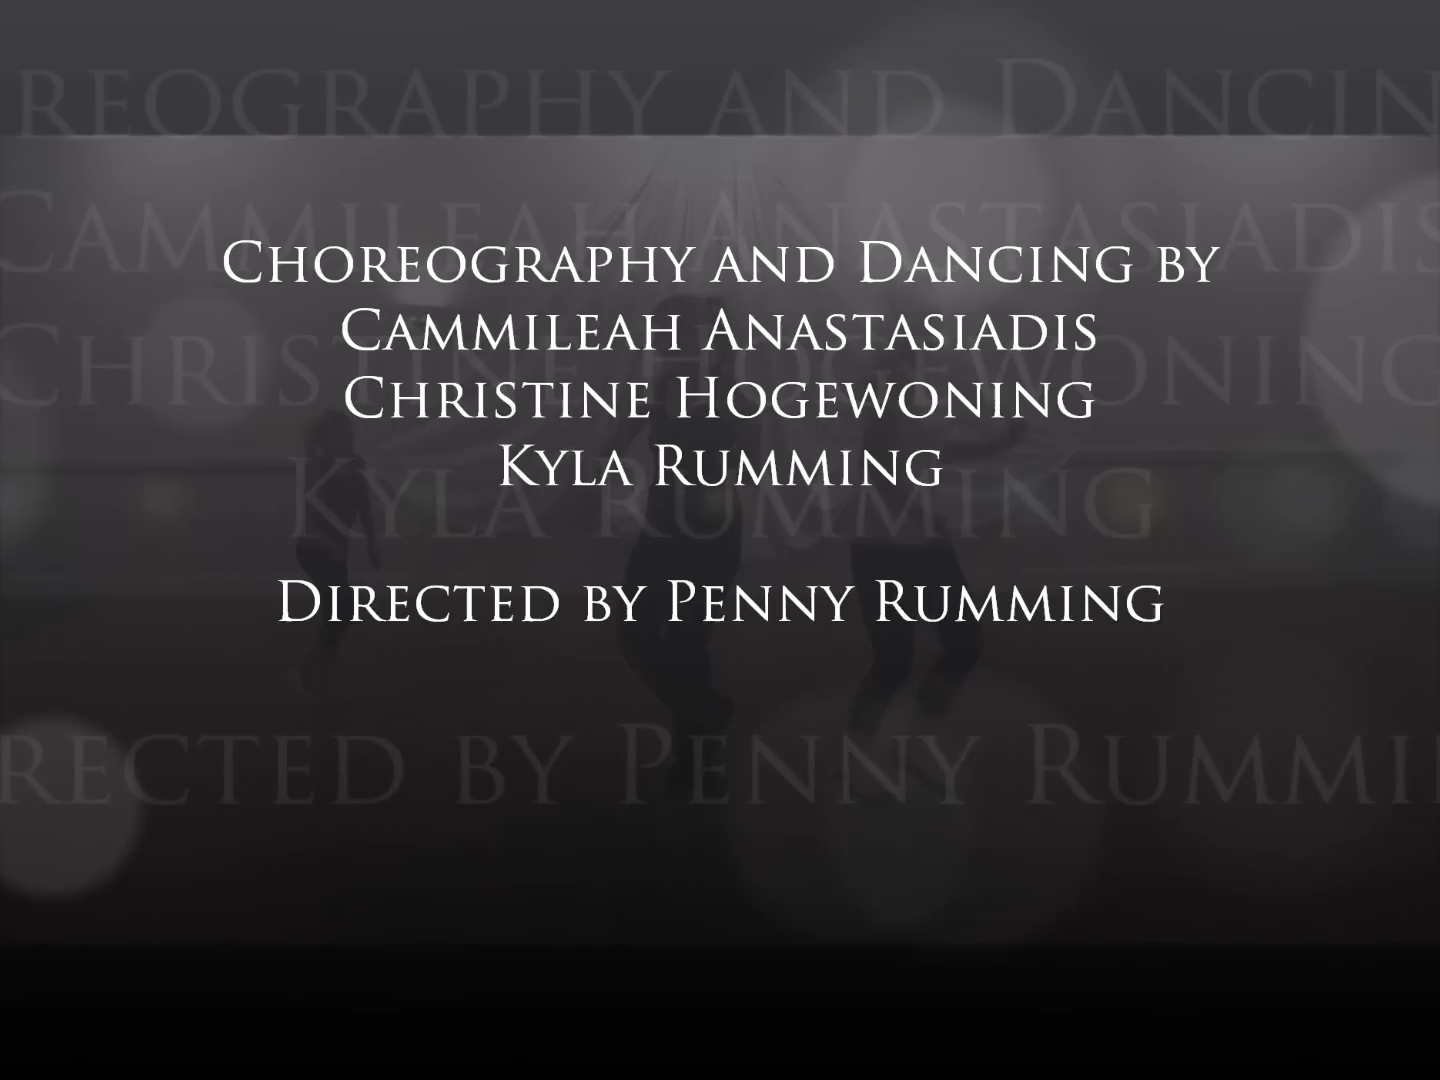 Choreography and Dancing by
Cammileah Anastasiadis
Christine Hogewoning
Kyla Rumming
Directed by Penny Rumming